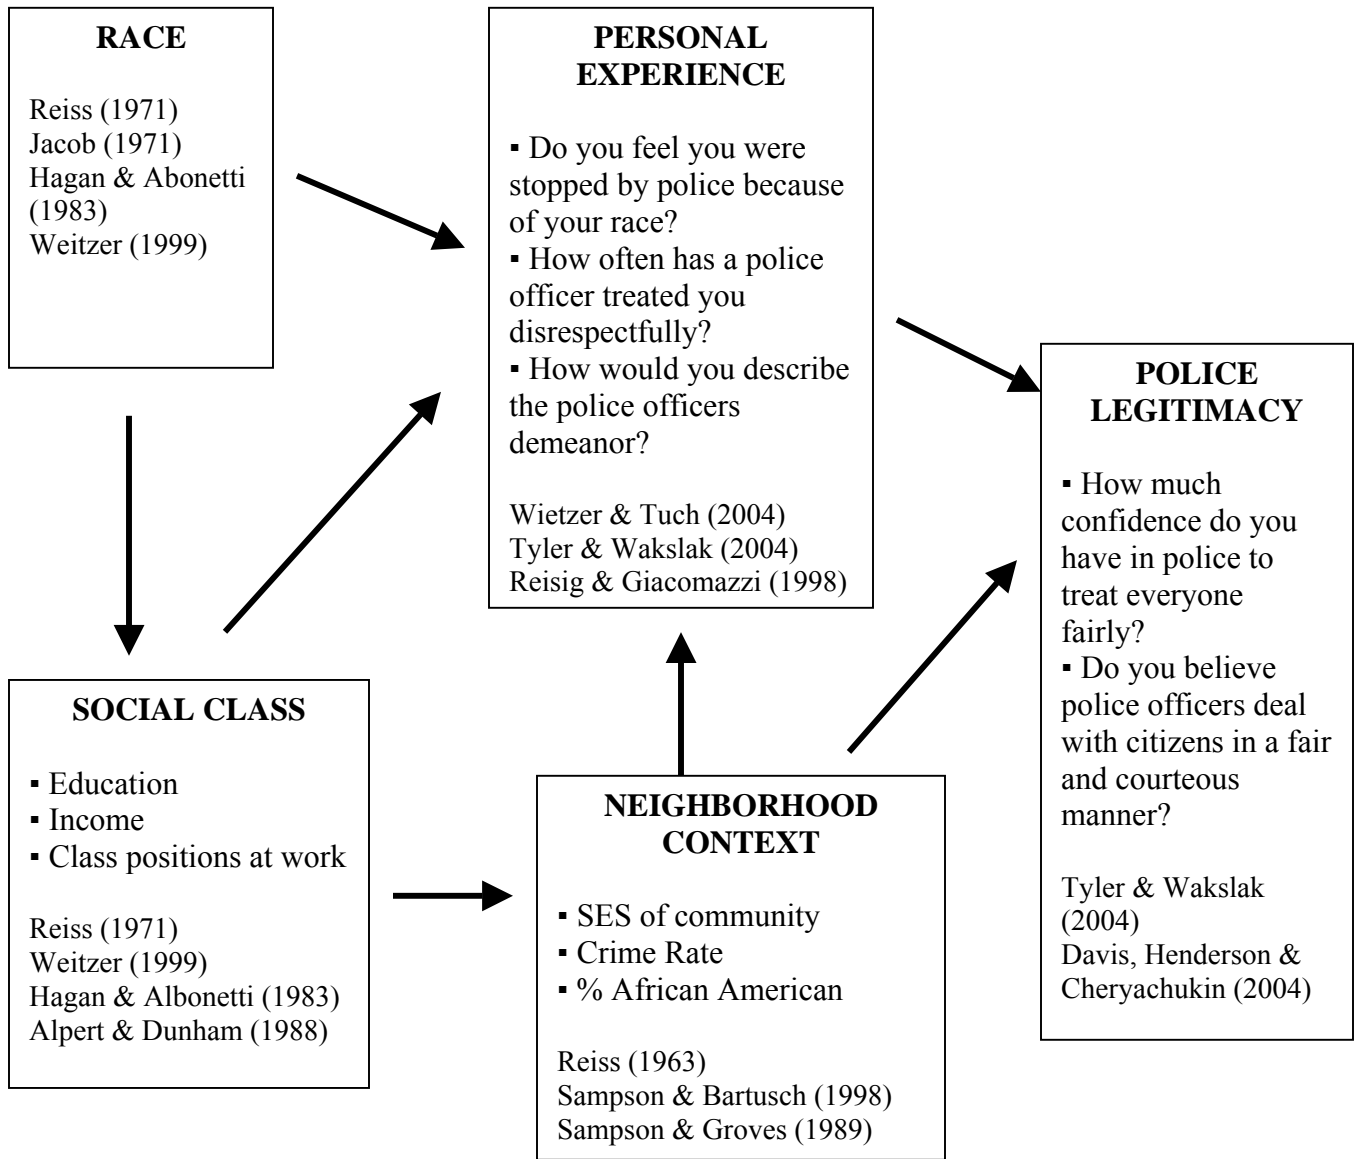 RACE
Reiss (1971)
Jacob (1971)
Hagan & Abonetti
(1983)
Weitzer (1999)
PERSONAL
EXPERIENCE
▪ Do you feel you were
stopped by police because
of your race?
▪ How often has a police
officer treated you
disrespectfully?
▪ How would you describe
the police officers
demeanor?
Wietzer & Tuch (2004)
Tyler & Wakslak (2004)
Reisig & Giacomazzi (1998)
POLICE
LEGITIMACY
▪ How much
confidence do you
have in police to
treat everyone
fairly?
▪ Do you believe
police officers deal
with citizens in a fair
and courteous
manner?
Tyler & Wakslak
(2004)
Davis, Henderson &
Cheryachukin (2004)
SOCIAL CLASS
▪ Education
▪ Income
▪ Class positions at work
Reiss (1971)
Weitzer (1999)
Hagan & Albonetti (1983)
Alpert & Dunham (1988)
NEIGHBORHOOD
CONTEXT
▪ SES of community
▪ Crime Rate
▪ % African American
Reiss (1963)
Sampson & Bartusch (1998)
Sampson & Groves (1989)